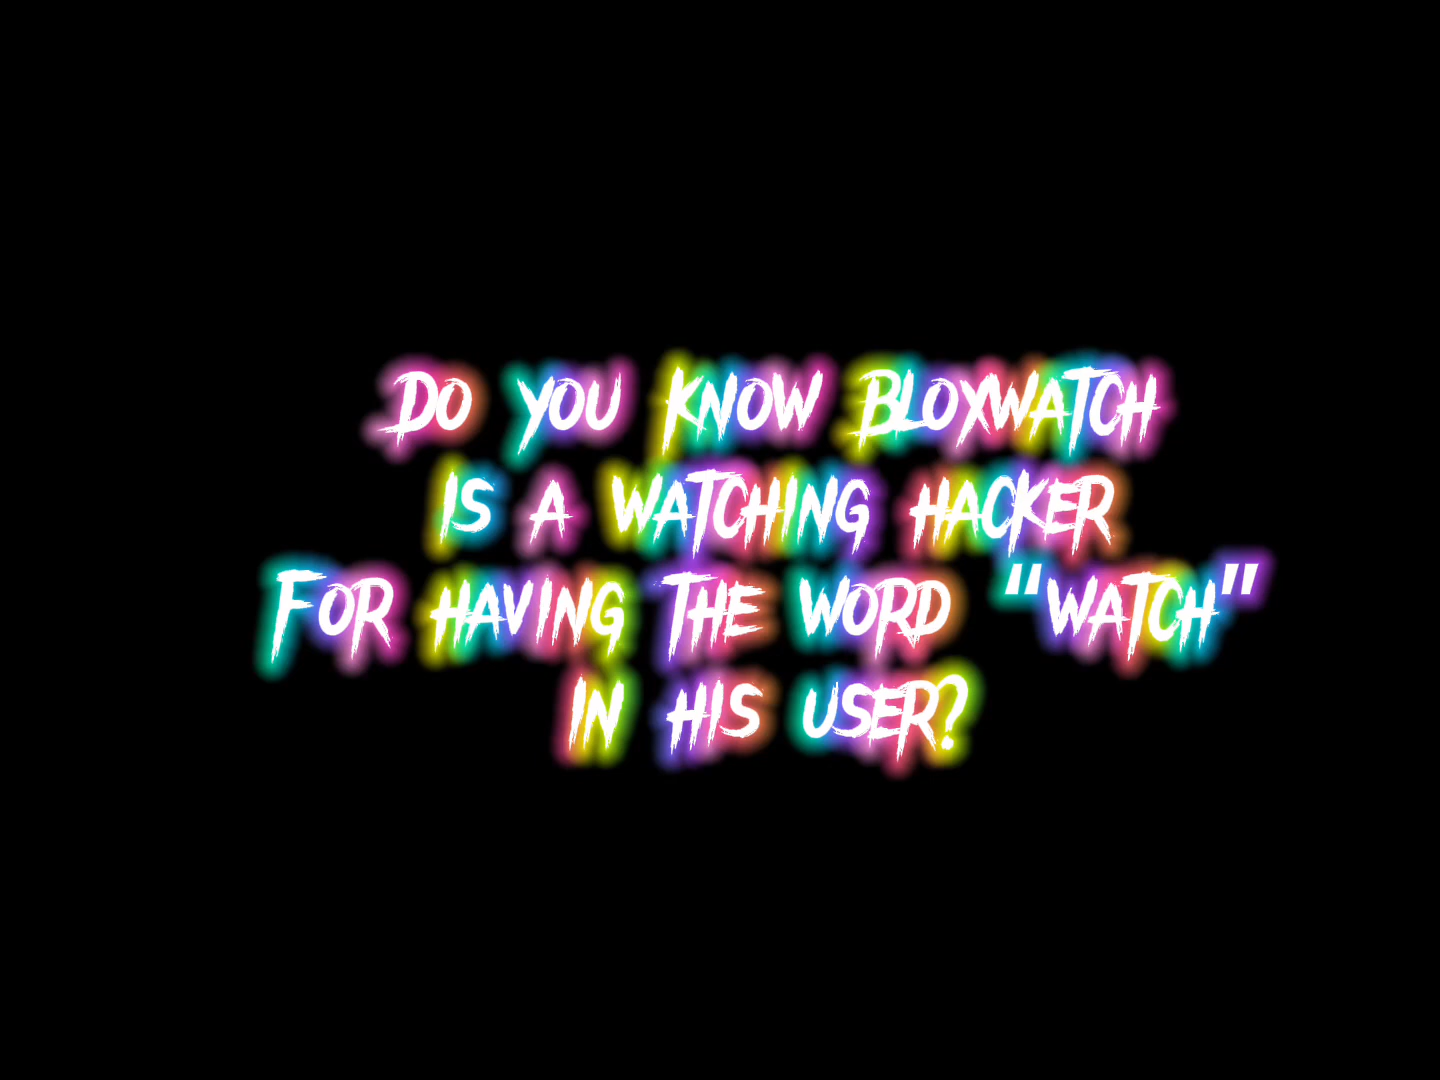 Do you know Bloxwatch
is a watching hacker
For having the word "watch"
in his user?